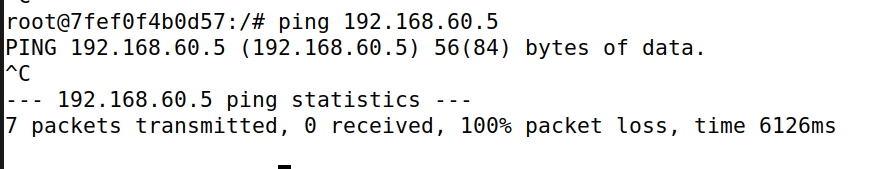 root@7fef0f4b0d57:/# ping 192.168.60.5
PING 192.168.60.5 (192.168.60.5) 56(84) bytes of data.
^C
--- 192.168.60.5 ping statistics ---
7 packets transmitted, 0 received, 100% packet loss, time 6126ms